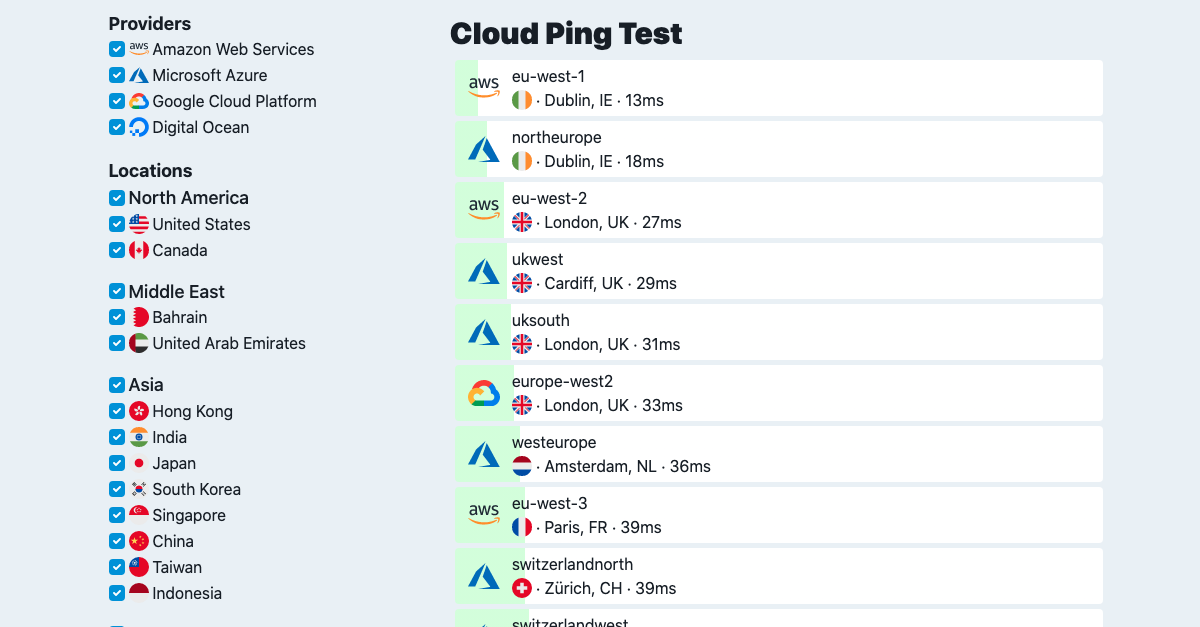 Providers
aws Amazon Web Services
Microsoft Azure
Google Cloud Platform
Digital Ocean
Locations
North America
United States
Canada
Middle East
Bahrain
United Arab Emirates
Asia
Hong Kong
India
Japan
South Korea
Singapore
China
Taiwan
Indonesia
Cloud Ping Test
aws
eu-west-1
· Dublin, IE · 13ms
northeurope
· Dublin, IE · 18ms
aws
eu-west-2
· London, UK · 27ms
ukwest
· Cardiff, UK · 29ms
uksouth
· London, UK · 31ms
europe-west2
· London, UK · 33ms
westeurope
· Amsterdam, NL · 36ms
aws
eu-west-3
· Paris, FR · 39ms
switzerlandnorth
· Zürich, CH · 39ms
switzerlandwest